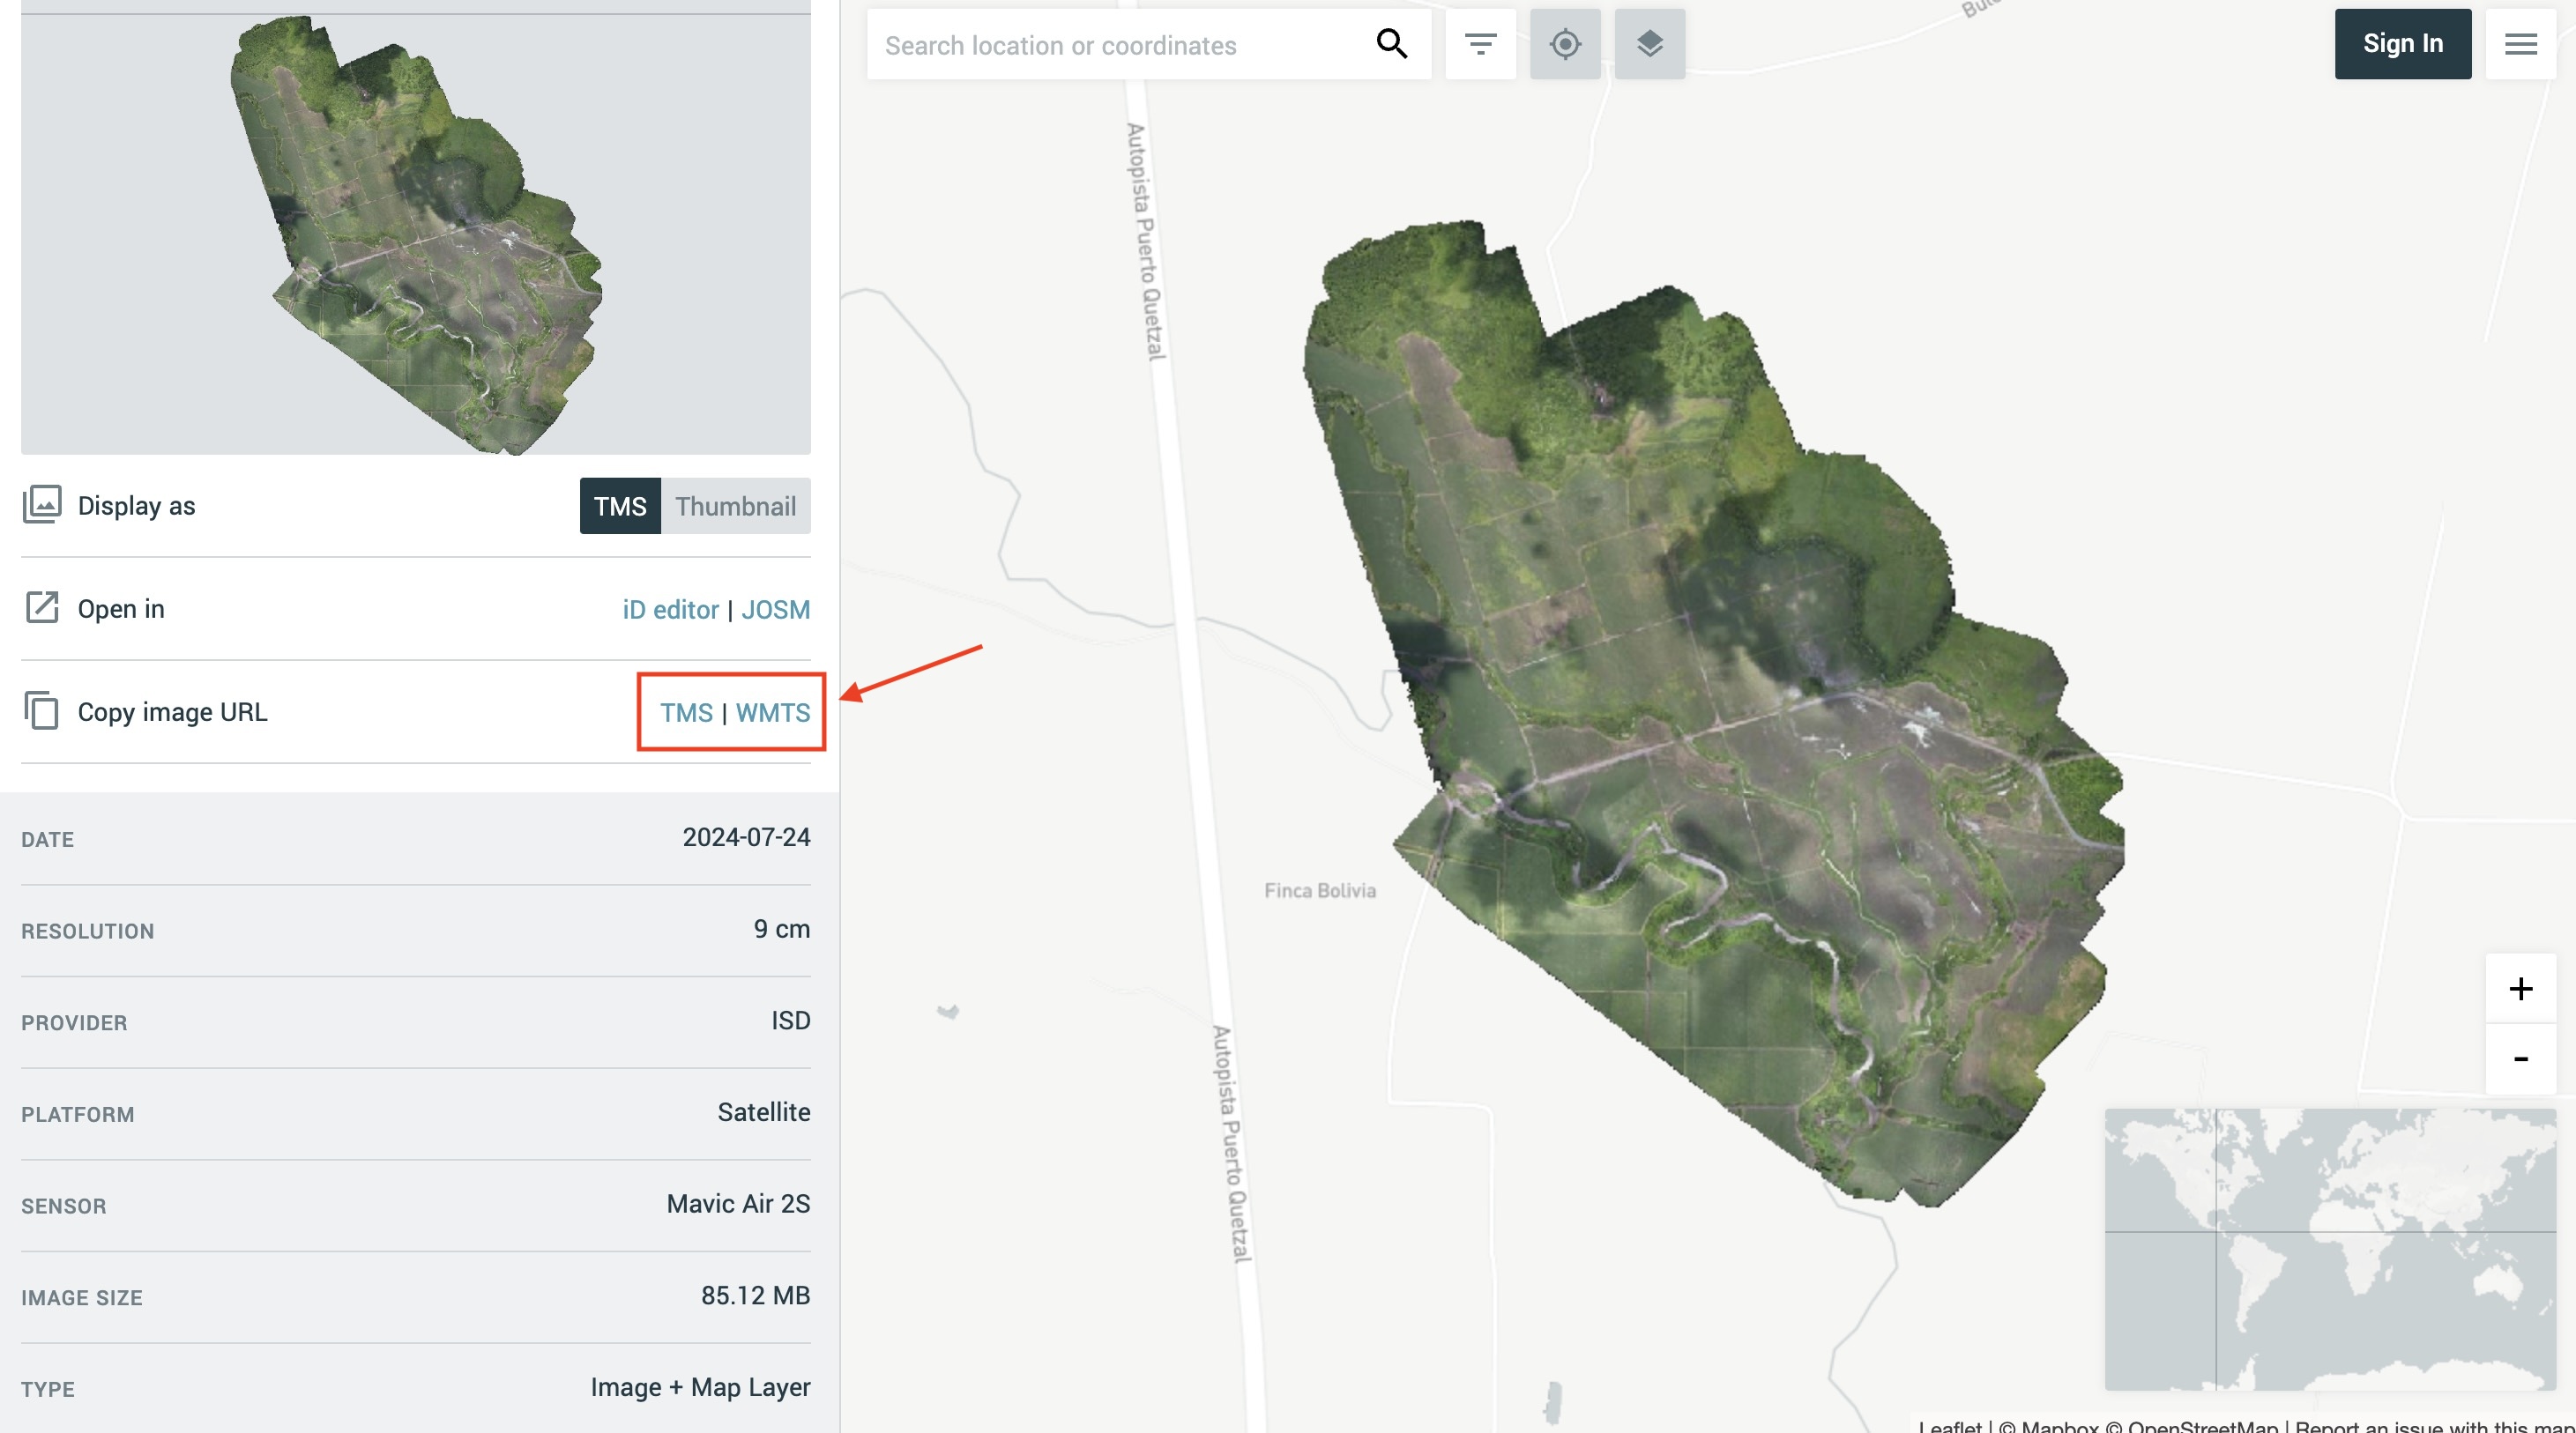 Search location or coordinates
Sign In
Display as
TMS
Thumbnail
Open in
iD editor | JOSM
Copy image URL
TMS | WMTS
DATE
2024-07-24
RESOLUTION
9 cm
PROVIDER
ISD
PLATFORM
Satellite
SENSOR
Mavic Air 2S
IMAGE SIZE
85.12 MB
TYPE
Image + Map Layer
Autopista Puerto Quetzal
Finca Bolivia
Autopista Puerto Quetzal
+
-
Leaflet | © Mapbox © OpenStreetMap | Report an issue with this map